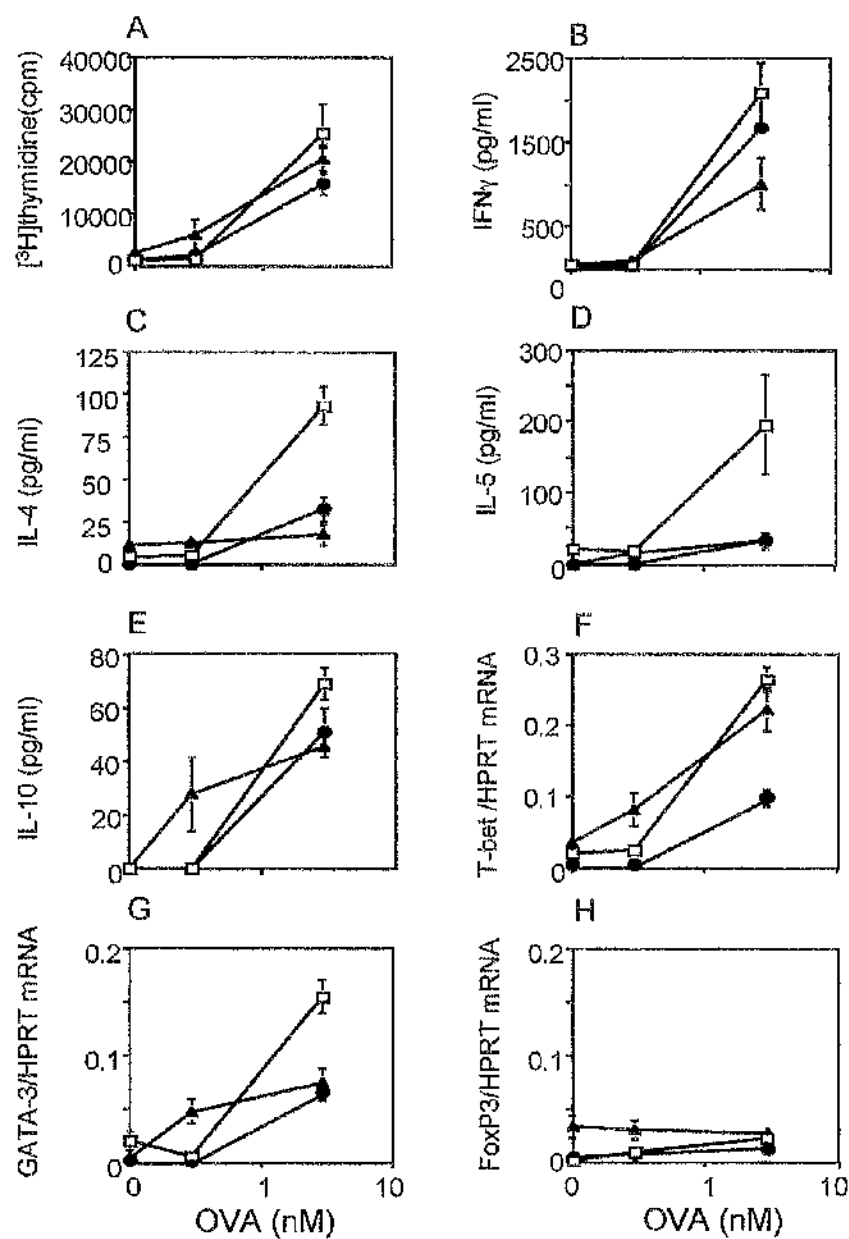 A
[³H]thymidine(cpm)
40000
30000
20000
10000
0
B
IFNγ (pg/ml)
2500
1500
500
0
C
IL-4 (pg/ml)
125
100
75
50
25
0
D
IL-5 (pg/ml)
300
200
100
0
E
IL-10 (pg/ml)
80
60
40
20
0
F
T-bet /HPRT mRNA
0.3
0.2
0.1
0
G
GATA-3/HPRT mRNA
0.2
0.1
0
0 1 10
OVA (nM)
H
FoxP3/HPRT mRNA
0.2
0.1
0
0 1 10
OVA (nM)